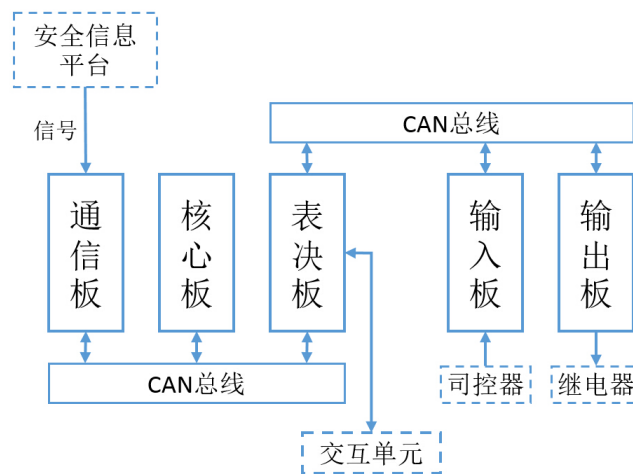 安全信息
平台
信号
CAN总线
通信板
核心板
表决板
输入板
输出板
CAN总线
司控器
继电器
交互单元